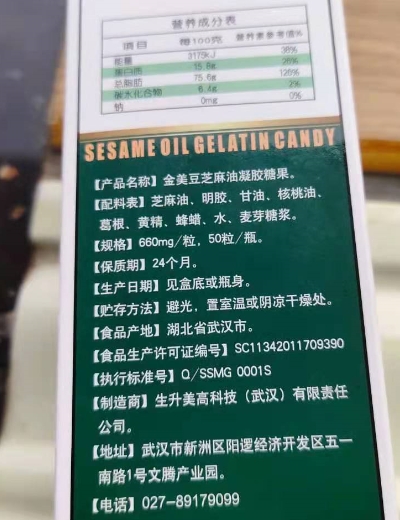 营养成分表
项目 每100克 营养素参考值%
能量 3179kJ 38%
蛋白质 15.8g 26%
总脂肪 75.6g 126%
碳水化合物 6.4g 2%
钠 0mg 0%
SESAME OIL GELATIN CANDY
【产品名称】金美豆芝麻油凝胶糖果。
【配料表】芝麻油、明胶、甘油、核桃油、
葛根、黄精、蜂蜡、水、麦芽糖浆。
【规格】660mg/粒，50粒/瓶。
【保质期】24个月。
【生产日期】见盒底或瓶身。
【贮存方法】避光，置室温或阴凉干燥处。
【食品产地】湖北省武汉市。
【食品生产许可证编号】SC11342011709390
【执行标准号】Q/SSMG 0001S
【制造商】生升美高科技（武汉）有限责任
公司。
【地址】武汉市新洲区阳逻经济开发区五一
南路1号文腾产业园。
【电话】027-89179099